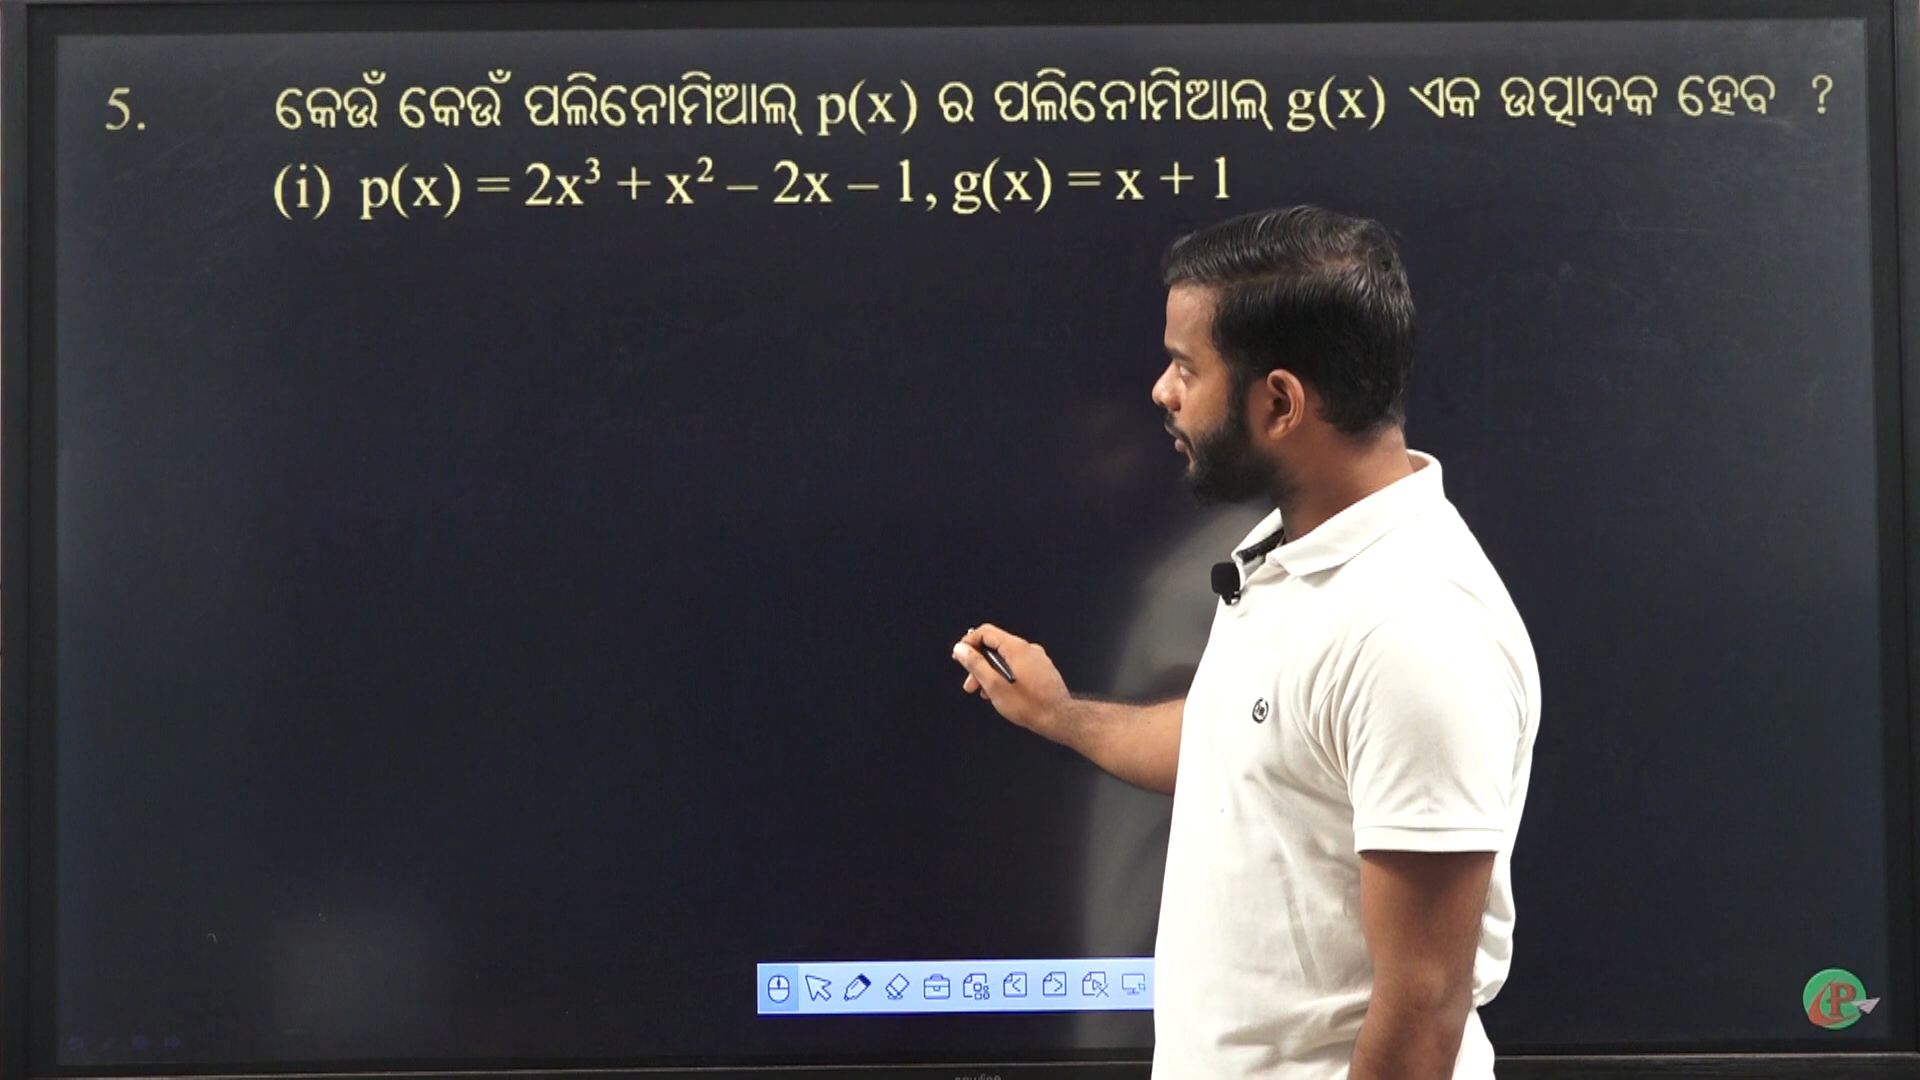 5. କେଉଁ କେଉଁ ପଲିନୋମିଆଲ୍ p(x) ର ପଲିନୋମିଆଲ୍ g(x) ଏକ ଉତ୍ପାଦକ ହେବ ?
(i) p(x) = 2x³ + x² – 2x – 1, g(x) = x + 1